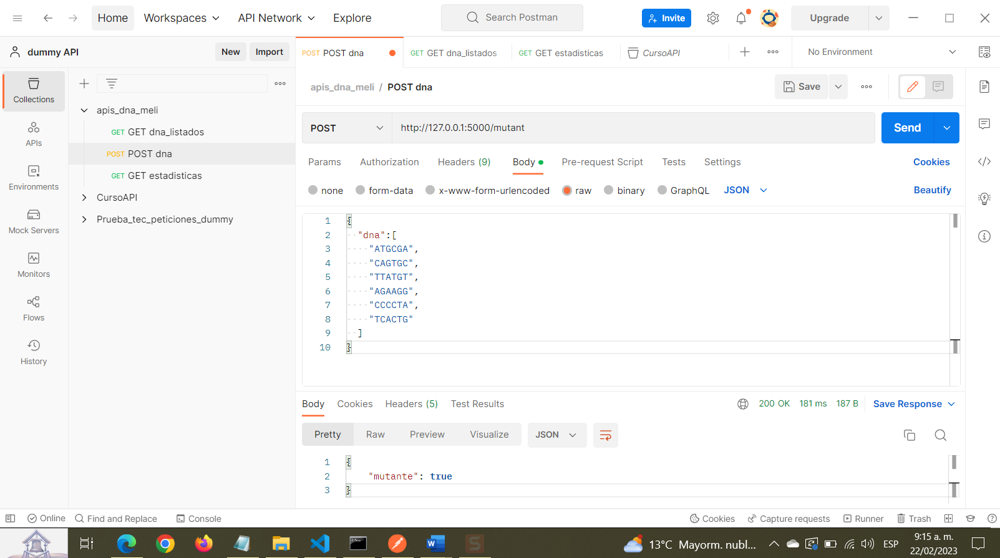 Home Workspaces API Network Explore Search Postman Invite Upgrade
dummy API New Import POST POST dna GET GET dna_listados GET GET estadisticas CursoAPI No Environment
Collections
APIs
Environments
Mock Servers
Monitors
Flows
History
apis_dna_meli
GET GET dna_listados
POST POST dna
GET GET estadisticas
CursoAPI
Prueba_tec_peticiones_dummy
apis_dna_meli / POST dna Save
POST http://127.0.0.1:5000/mutant Send
Params Authorization Headers (9) Body Pre-request Script Tests Settings Cookies
none form-data x-www-form-urlencoded raw binary GraphQL JSON Beautify
1 {
2 "dna":[
3 "ATGCGA",
4 "CAGTGC",
5 "TTATGT",
6 "AGAAGG",
7 "CCCCTA",
8 "TCACTG"
9 ]
10 }
Body Cookies Headers (5) Test Results 200 OK 181 ms 187 B Save Response
Pretty Raw Preview Visualize JSON
1 {
2 "mutante": true
3 }
Online Find and Replace Console Cookies Capture requests Runner Trash
13°C Mayorm. nubl... ESP 9:15 a. m.
22/02/2023